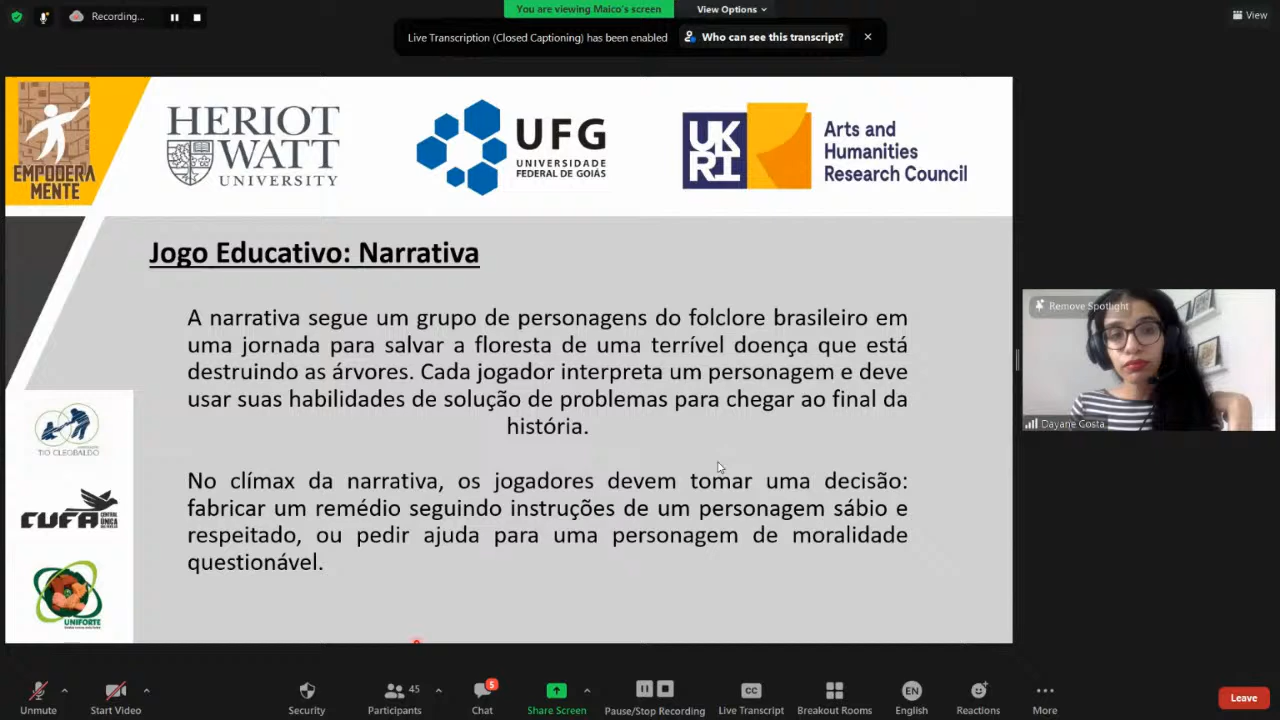 Recording...
You are viewing Maico's screen
View Options
View
Live Transcription (Closed Captioning) has been enabled
Who can see this transcript?
EMPODERA
MENTE
HERIOT
WATT
UNIVERSITY
UFG
UNIVERSIDADE
FEDERAL DE GOIÁS
UK
RI
Arts and
Humanities
Research Council
Jogo Educativo: Narrativa
A narrativa segue um grupo de personagens do folclore brasileiro em
uma jornada para salvar a floresta de uma terrível doença que está
destruindo as árvores. Cada jogador interpreta um personagem e deve
usar suas habilidades de solução de problemas para chegar ao final da
história.
No clímax da narrativa, os jogadores devem tomar uma decisão:
fabricar um remédio seguindo instruções de um personagem sábio e
respeitado, ou pedir ajuda para uma personagem de moralidade
questionável.
TIO CLEOBALDO
CUFA
CENTRAL
ÚNICA
UNIFORTE
Remove Spotlight
Dayane Costa
Unmute
Start Video
Security
45
Participants
5
Chat
Share Screen
Pause/Stop Recording
CC
Live Transcript
Breakout Rooms
EN
English
Reactions
More
Leave